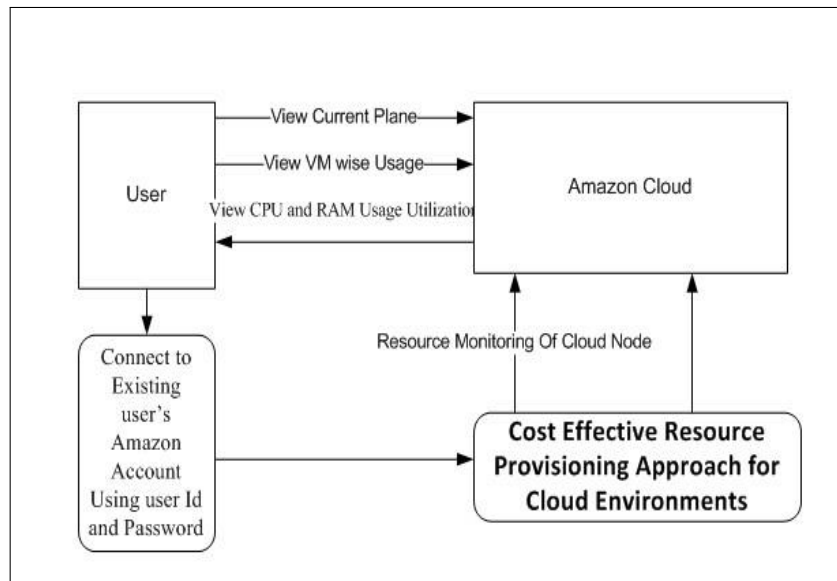 View Current Plane
View VM wise Usage
User
Amazon Cloud
View CPU and RAM Usage Utilization
Resource Monitoring Of Cloud Node
Connect to
Existing
user's
Amazon
Account
Using user Id
and Password
Cost Effective Resource
Provisioning Approach for
Cloud Environments